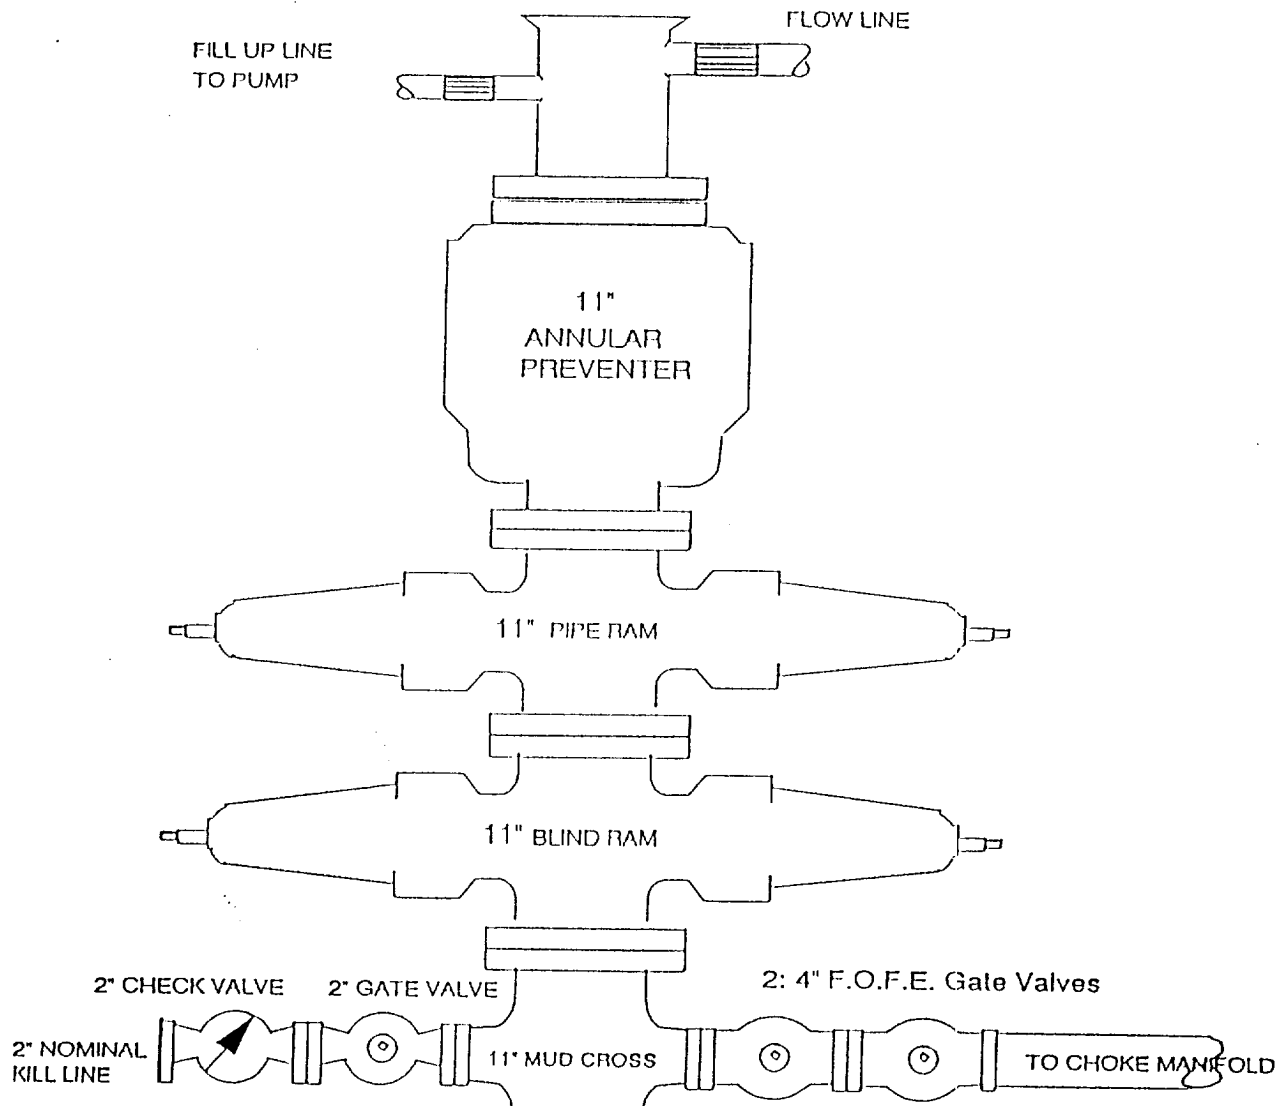 FLOW LINE
FILL UP LINE
TO PUMP
11"
ANNULAR
PREVENTER
11" PIPE RAM
11" BLIND RAM
2" CHECK VALVE
2" GATE VALVE
2: 4" F.O.F.E. Gate Valves
2" NOMINAL
KILL LINE
11" MUD CROSS
TO CHOKE MANIFOLD